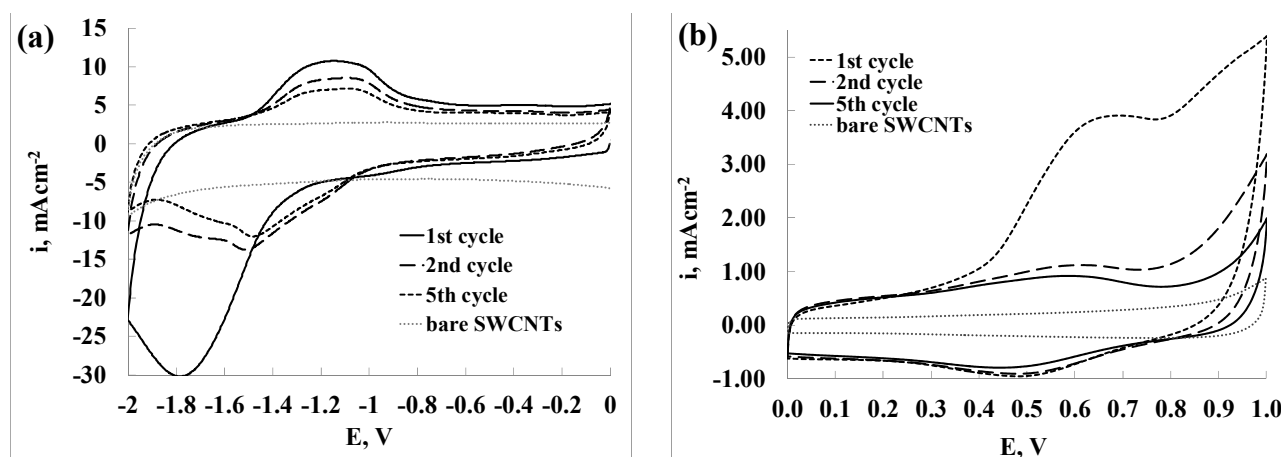 (a)
i, mAcm-2
15
10
5
0
-5
-10
-15
-20
-25
-30
-2 -1.8 -1.6 -1.4 -1.2 -1 -0.8 -0.6 -0.4 -0.2 0
E, V
1st cycle
2nd cycle
5th cycle
bare SWCNTs
(b)
i, mAcm-2
5.00
3.00
2.00
1.00
0.00
-1.00
0.0 0.1 0.2 0.3 0.4 0.5 0.6 0.7 0.8 0.9 1.0
E, V
1st cycle
2nd cycle
5th cycle
bare SWCNTs